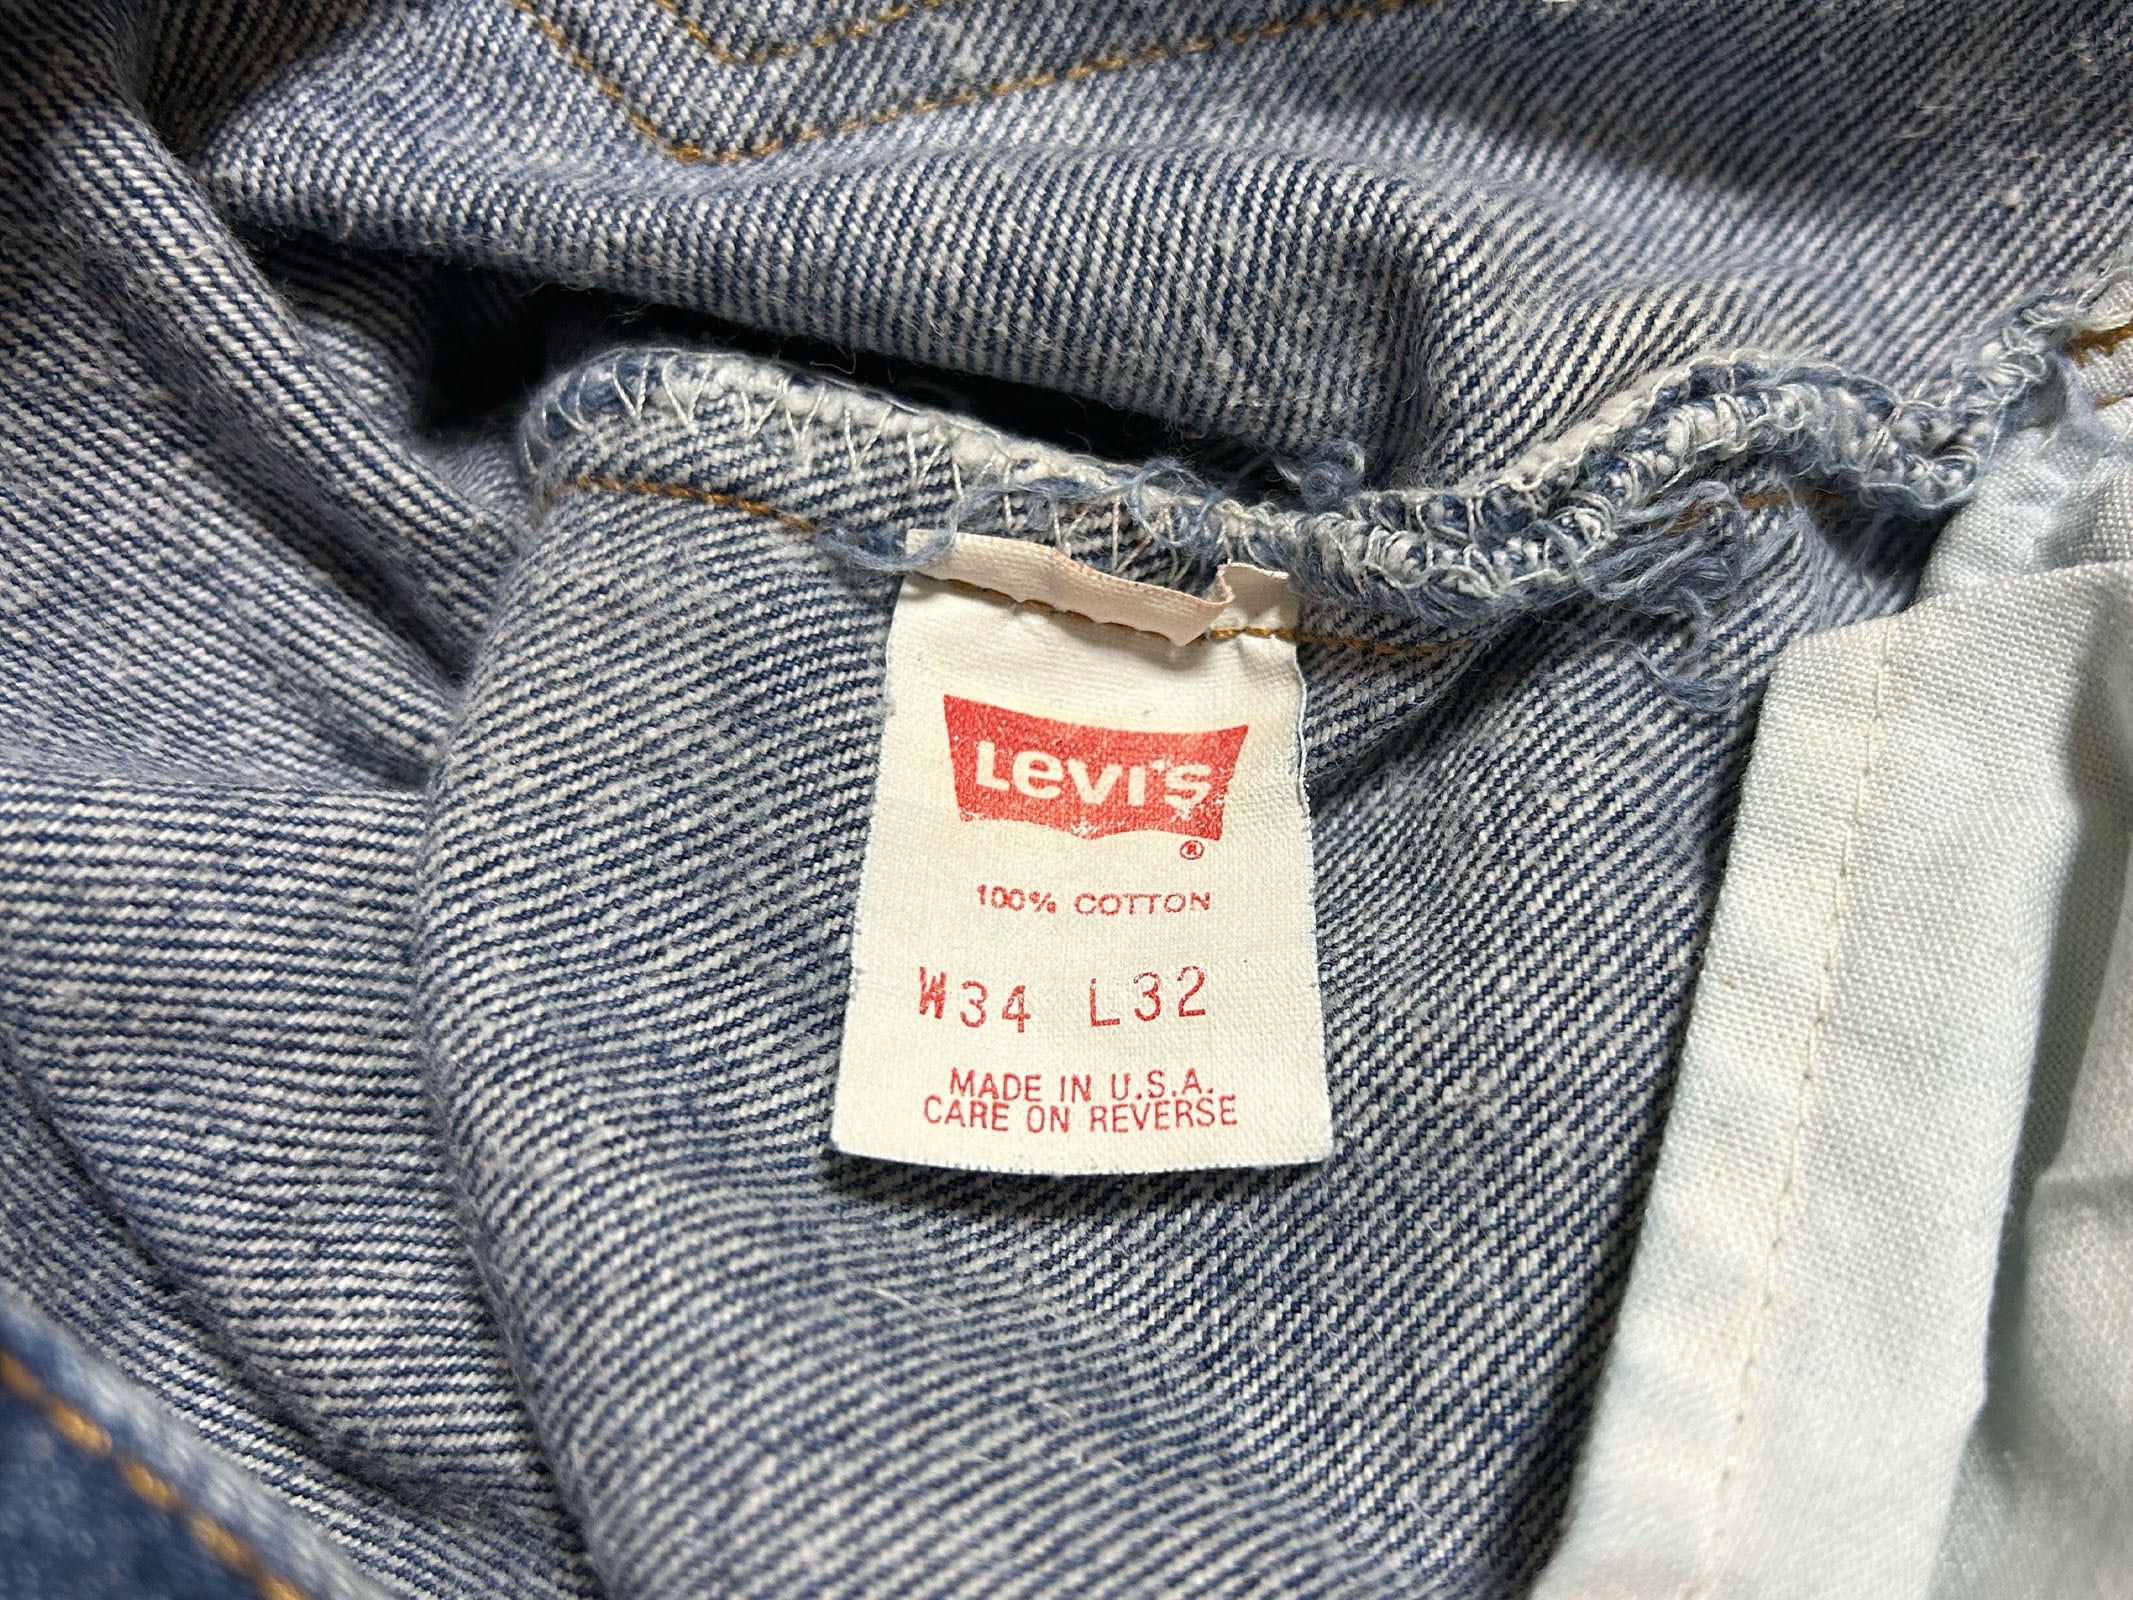 Levi's
®
100% COTTON
W34 L32
MADE IN U.S.A.
CARE ON REVERSE